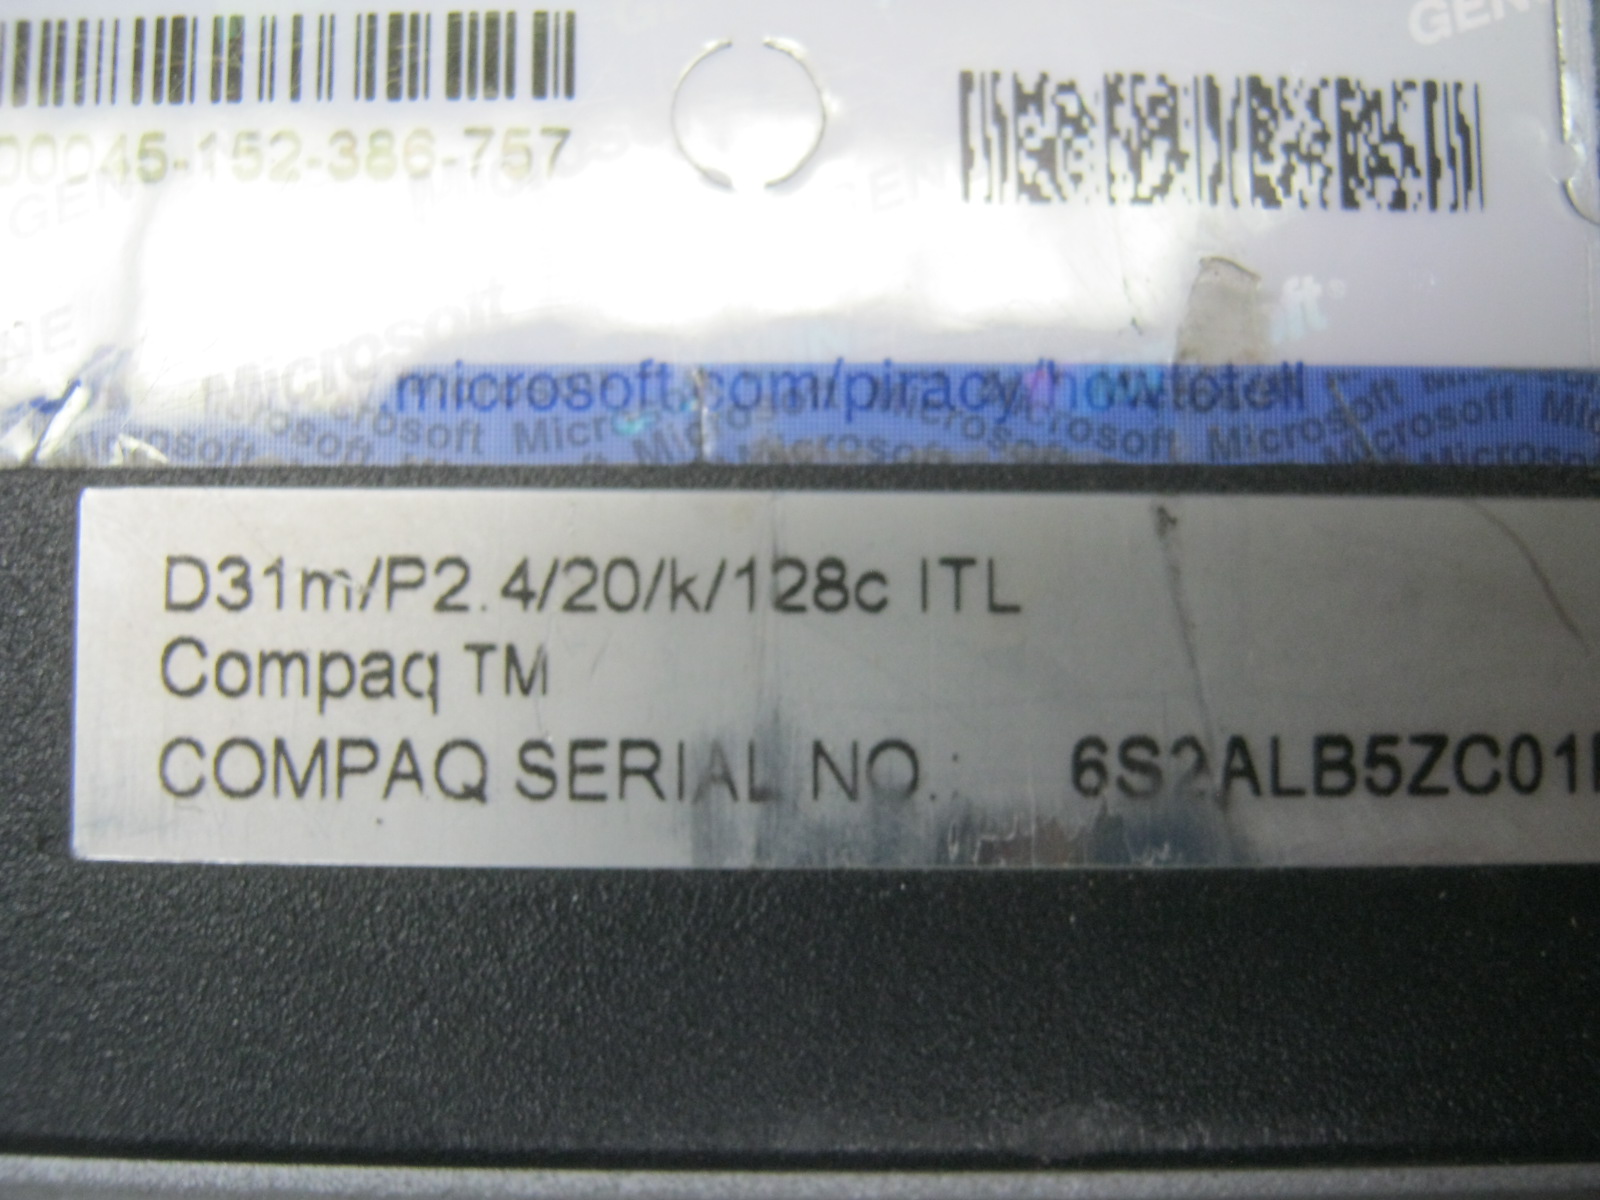 00045-152-386-757
microsoft.com/piracy/howtotell
D31m/P2.4/20/k/128c ITL
Compaq TM
COMPAQ SERIAL NO.: 6S2ALB5ZC01